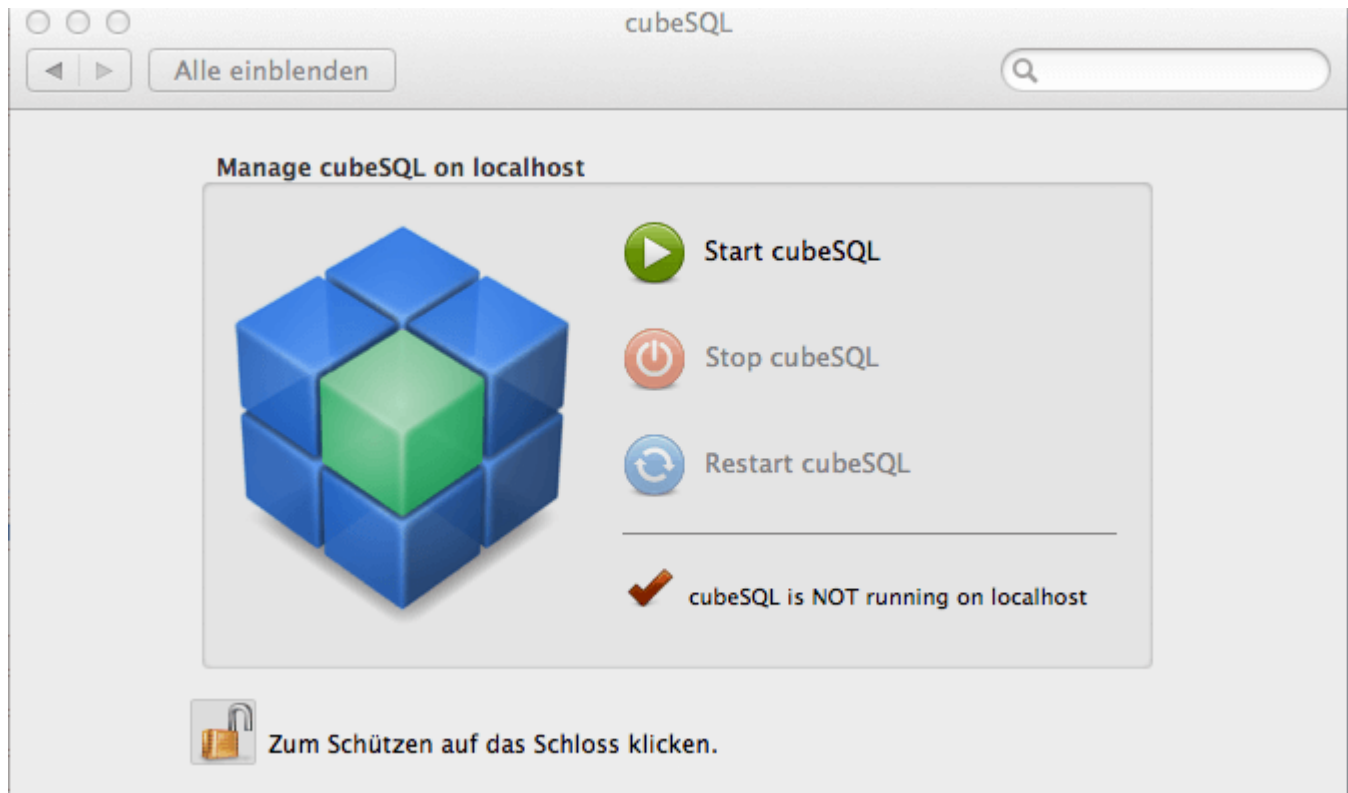 cubeSQL
Alle einblenden
Manage cubeSQL on localhost
Start cubeSQL
Stop cubeSQL
Restart cubeSQL
cubeSQL is NOT running on localhost
Zum Schützen auf das Schloss klicken.